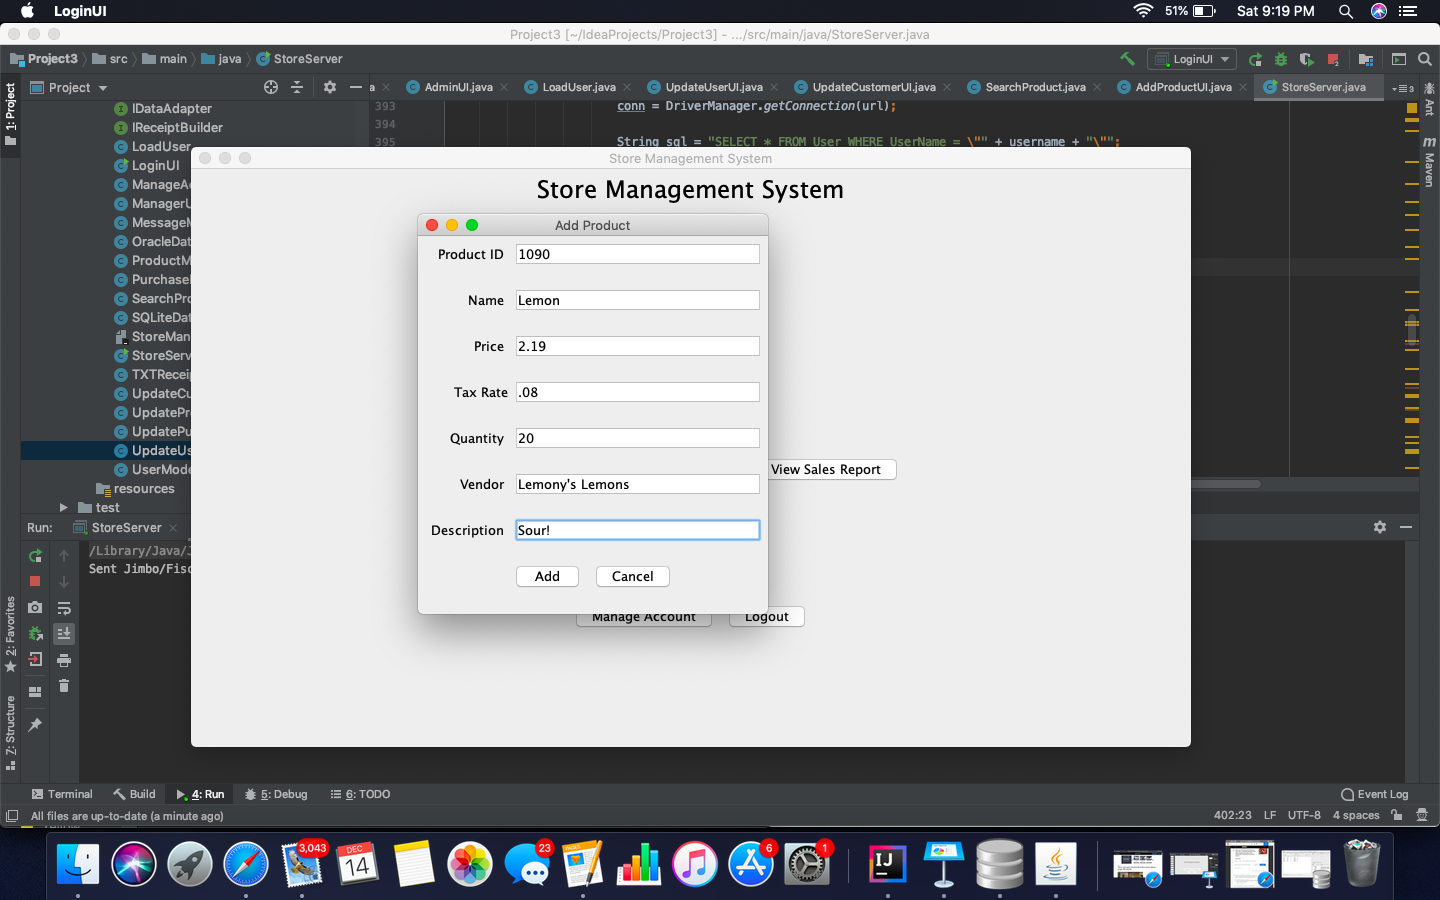 LoginUI
51%
Sat 9:19 PM
Project3 [~/IdeaProjects/Project3] - .../src/main/java/StoreServer.java
Project3
src
main
java
StoreServer
LoginUI
1: Project
Project
a
AdminUI.java
LoadUser.java
UpdateUserUI.java
UpdateCustomerUI.java
SearchProduct.java
AddProductUI.java
StoreServer.java
3
Ant
Maven
IDataAdapter
IReceiptBuilder
LoadUser
LoginUI
ManageAc
ManagerU
MessageM
OracleDat
ProductM
Purchase
SearchPro
SQLiteDat
StoreMan
StoreServ
TXTRecei
UpdateCu
UpdatePr
UpdatePu
UpdateUs
UserMode
resources
test
393
394
395
conn = DriverManager.getConnection(url);
String sql = "SELECT * FROM User WHERE UserName = \"" + username + "\"";
Store Management System
Store Management System
Add Product
Product ID 1090
Name Lemon
Price 2.19
Tax Rate .08
Quantity 20
Vendor Lemony's Lemons
Description Sour!
Add Cancel
View Sales Report
Manage Account Logout
Run: StoreServer
/Library/Java/J
Sent Jimbo/Fisc
2: Favorites
7: Structure
Terminal Build 4: Run 5: Debug 6: TODO Event Log
All files are up-to-date (a minute ago)
402:23 LF UTF-8 4 spaces
3,043
DEC
14
23
6
1
IJ